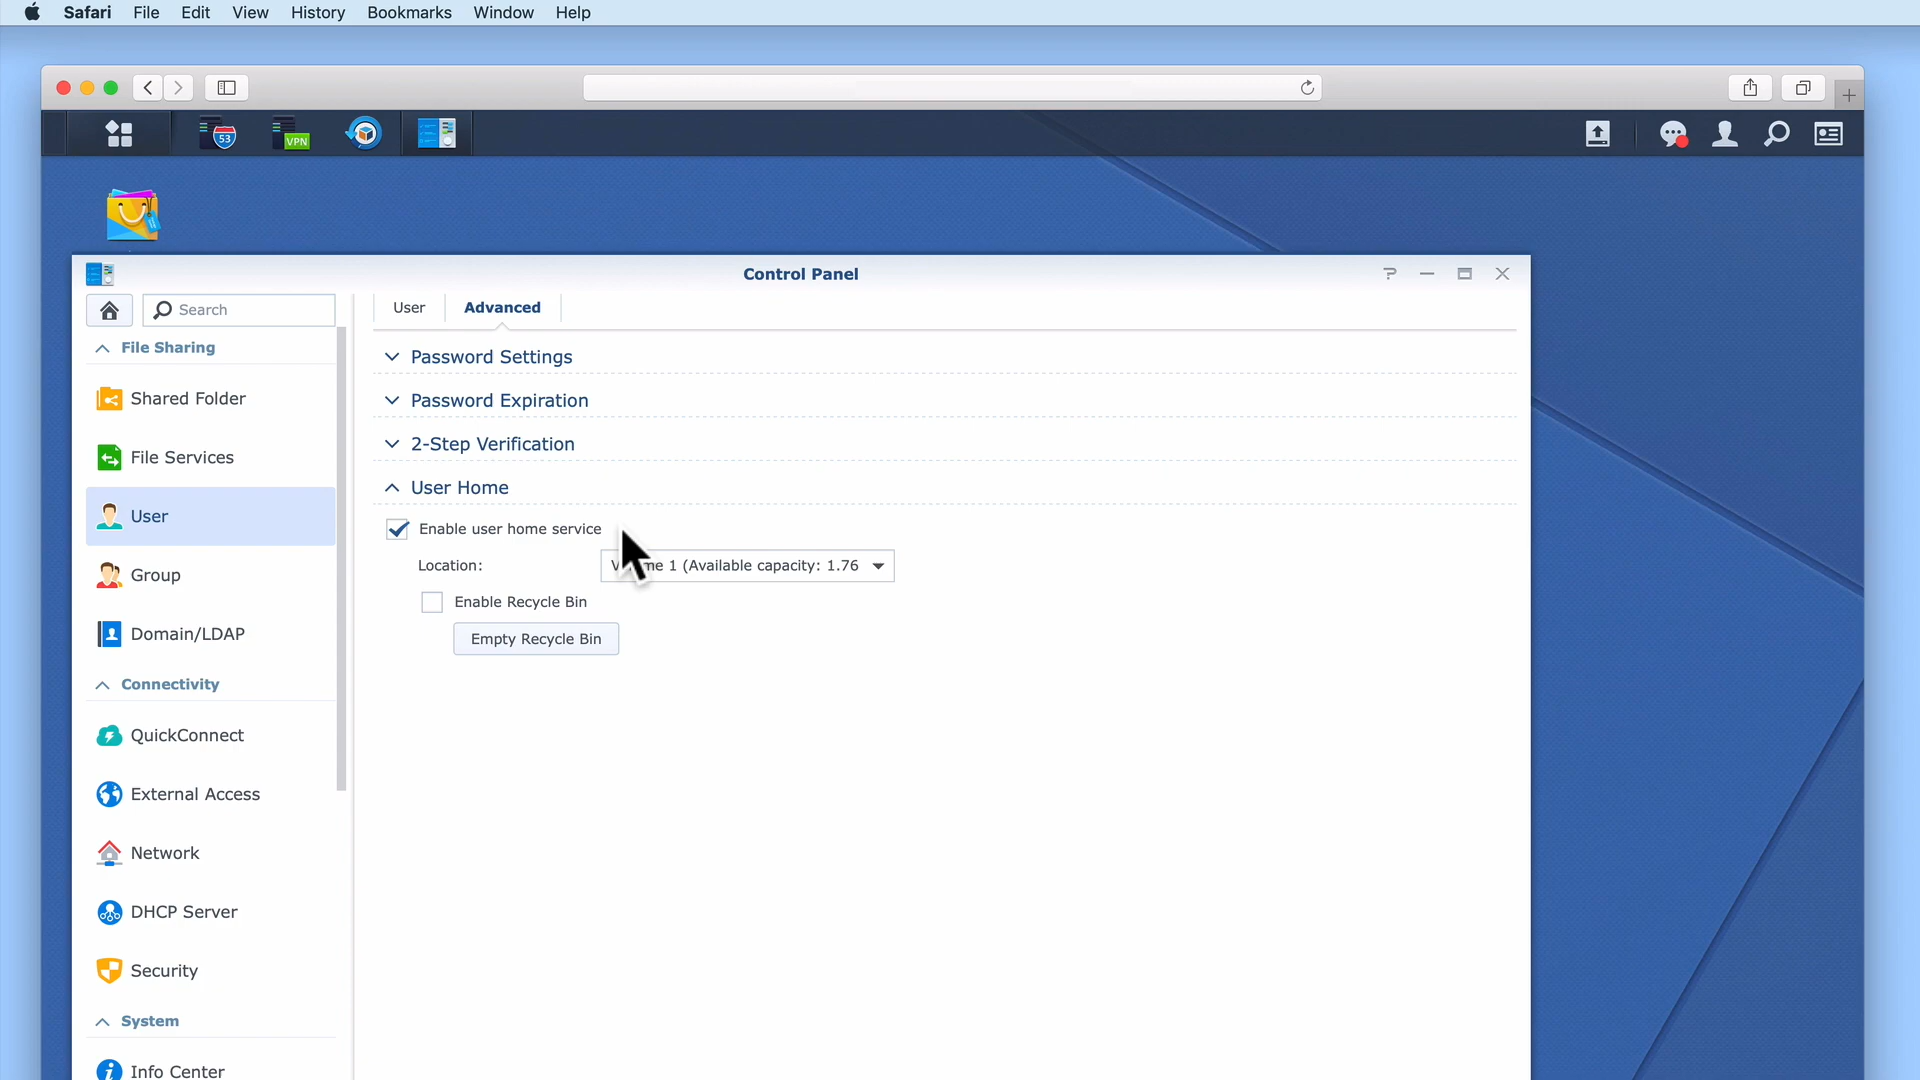 Safari File Edit View History Bookmarks Window Help
53
VPN
Control Panel
Search
User Advanced
File Sharing
Shared Folder
File Services
User
Group
Domain/LDAP
Connectivity
QuickConnect
External Access
Network
DHCP Server
Security
System
Info Center
Password Settings
Password Expiration
2-Step Verification
User Home
Enable user home service
Location:
1 (Available capacity: 1.76
Enable Recycle Bin
Empty Recycle Bin